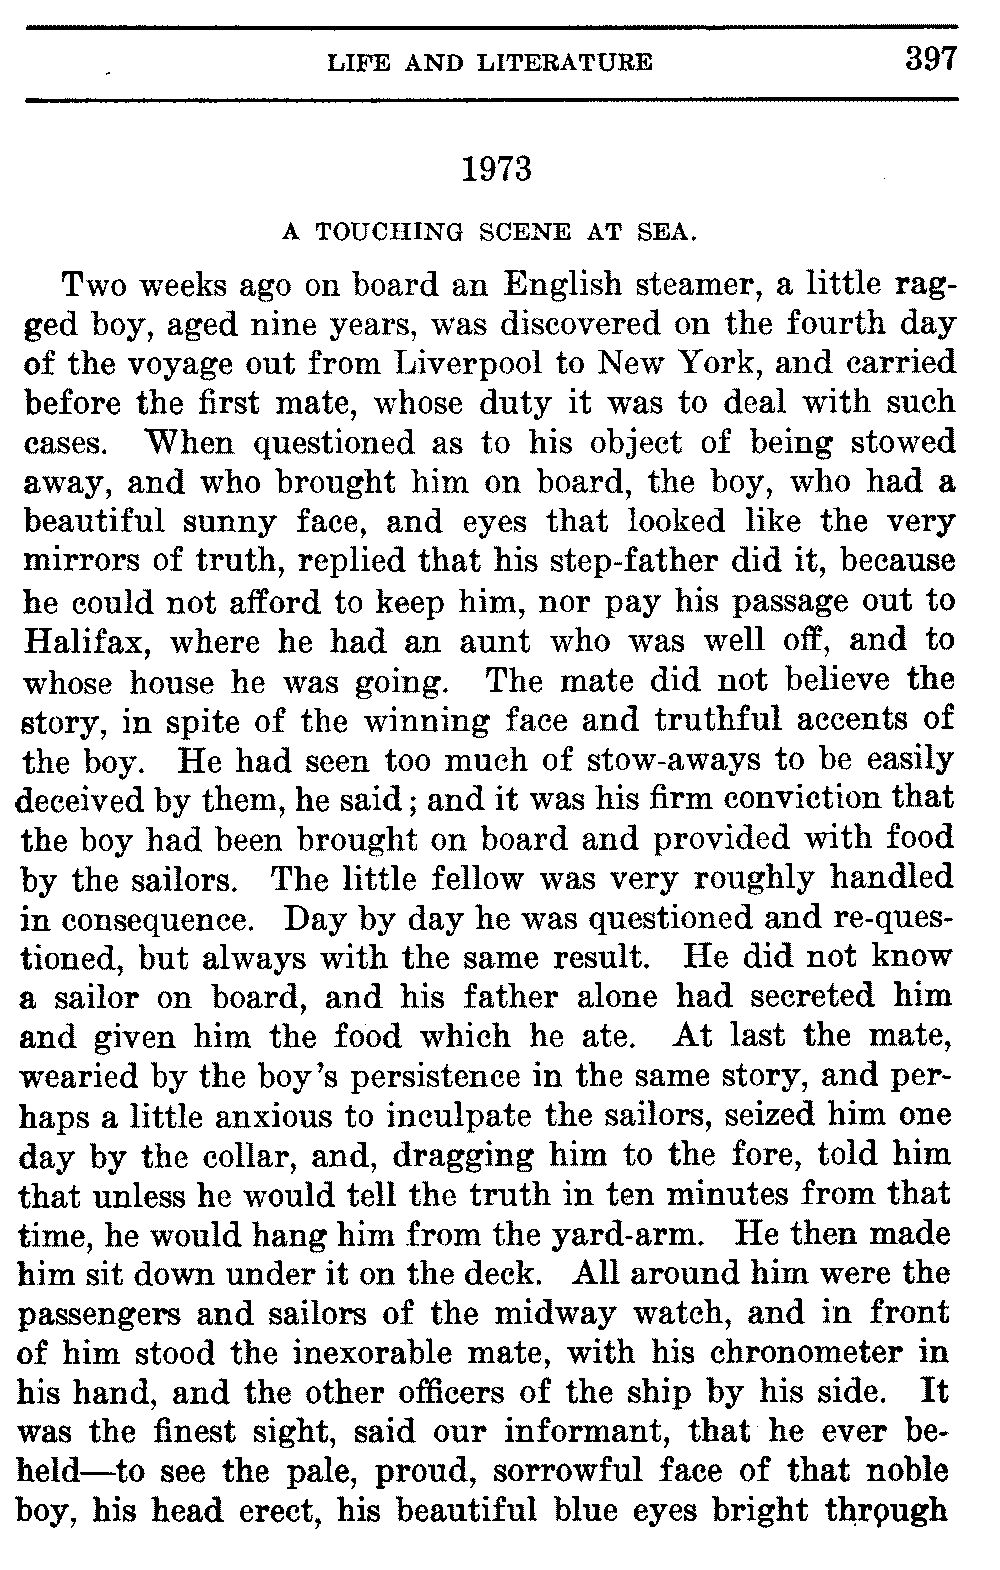 LIFE AND LITERATURE 397
1973
A TOUCHING SCENE AT SEA.
Two weeks ago on board an English steamer, a little rag-
ged boy, aged nine years, was discovered on the fourth day
of the voyage out from Liverpool to New York, and carried
before the first mate, whose duty it was to deal with such
cases. When questioned as to his object of being stowed
away, and who brought him on board, the boy, who had a
beautiful sunny face, and eyes that looked like the very
mirrors of truth, replied that his step-father did it, because
he could not afford to keep him, nor pay his passage out to
Halifax, where he had an aunt who was well off, and to
whose house he was going. The mate did not believe the
story, in spite of the winning face and truthful accents of
the boy. He had seen too much of stow-aways to be easily
deceived by them, he said; and it was his firm conviction that
the boy had been brought on board and provided with food
by the sailors. The little fellow was very roughly handled
in consequence. Day by day he was questioned and re-ques-
tioned, but always with the same result. He did not know
a sailor on board, and his father alone had secreted him
and given him the food which he ate. At last the mate,
wearied by the boy's persistence in the same story, and per-
haps a little anxious to inculpate the sailors, seized him one
day by the collar, and, dragging him to the fore, told him
that unless he would tell the truth in ten minutes from that
time, he would hang him from the yard-arm. He then made
him sit down under it on the deck. All around him were the
passengers and sailors of the midway watch, and in front
of him stood the inexorable mate, with his chronometer in
his hand, and the other officers of the ship by his side. It
was the finest sight, said our informant, that he ever be-
held—to see the pale, proud, sorrowful face of that noble
boy, his head erect, his beautiful blue eyes bright through